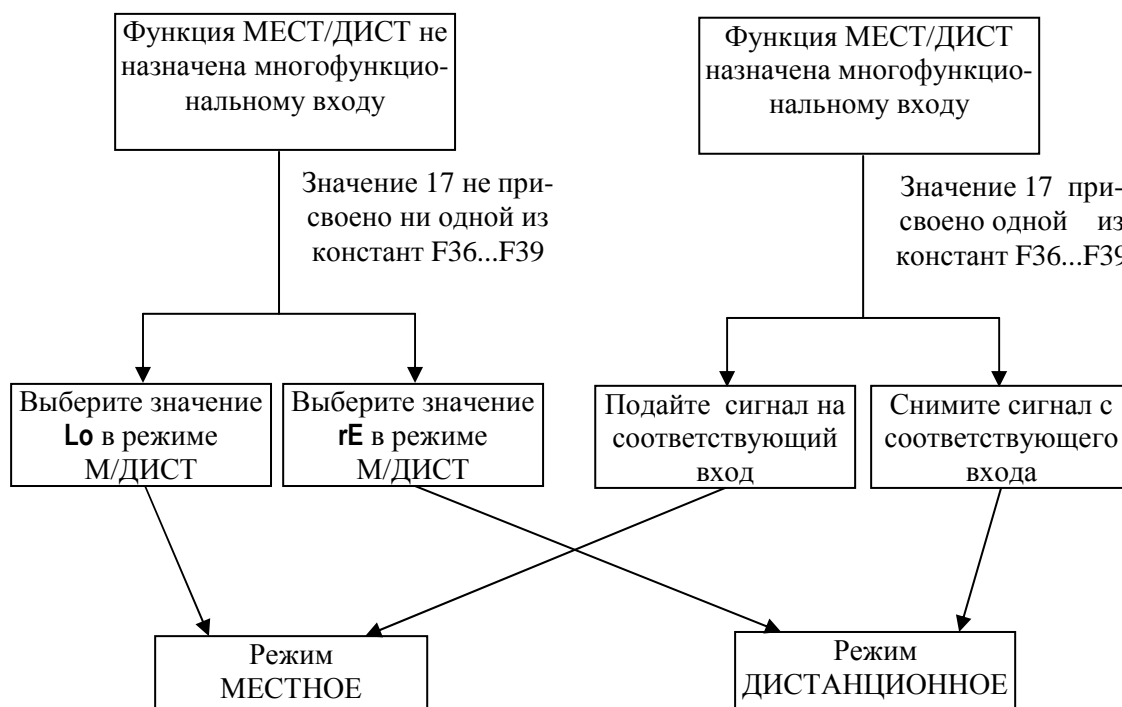 Функция МЕСТ/ДИСТ не
назначена многофункцио-
нальному входу
Функция МЕСТ/ДИСТ
назначена многофункцио-
нальному входу
Значение 17 не при-
своено ни одной из
констант F36...F39
Значение 17 при-
своено одной из
констант F36...F39
Выберите значение
Lo в режиме
М/ДИСТ
Выберите значение
rE в режиме
М/ДИСТ
Подайте сигнал на
соответствующий
вход
Снимите сигнал с
соответствующего
входа
Режим
МЕСТНОЕ
Режим
ДИСТАНЦИОННОЕ